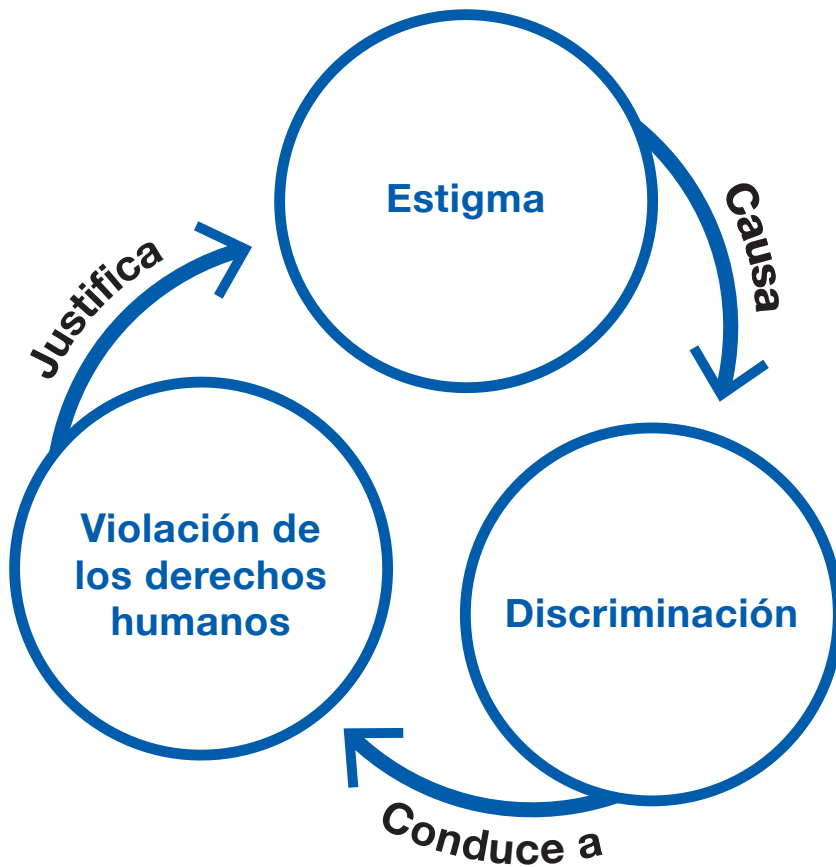 Estigma
Causa
Discriminación
Conduce a
Violación de
los derechos
humanos
Justifica